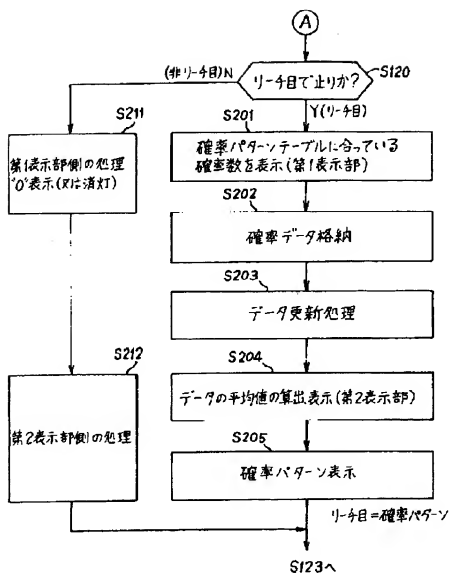 A
リーチ目で止りか?
S120
(非リーチ目)N
Y(リーチ目)
S211
第1表示部側の処理
"0"表示(又は消灯)
S201
確率パターンテーブルに合っている
確率数を表示(第1表示部)
S202
確率データ格納
S203
データ更新処理
S212
第2表示部側の処理
S204
データの平均値の算出表示(第2表示部)
S205
確率パターン表示
リーチ目=確率パターン
S123へ